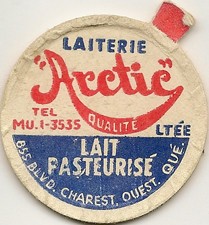 LAITERIE
"Arctic"
QUALITÉ
TEL
MU.1-3535
LTÉE
LAIT
PASTEURISÉ
855 BLVD. CHAREST, OUEST. QUÉ.